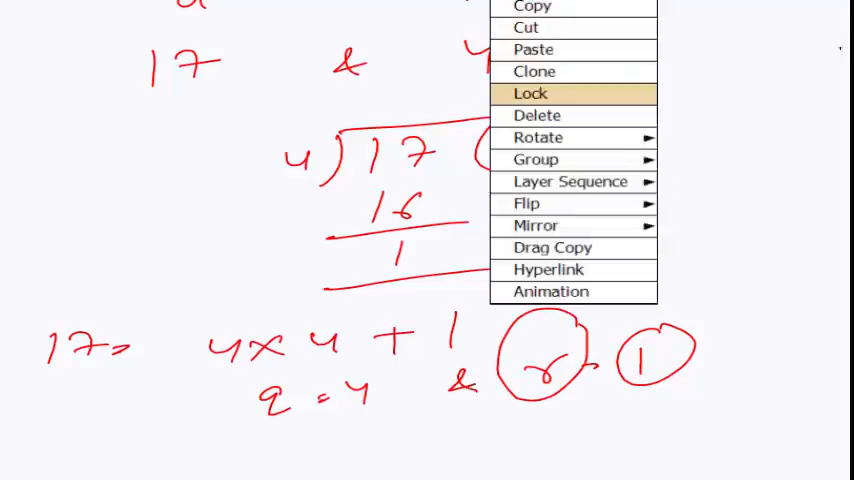 a
17 & 4
4 ) 17 (
16
1
17 = 4 × 4 + 1
q = 4 & r = 1
Copy
Cut
Paste
Clone
Lock
Delete
Rotate
Group
Layer Sequence
Flip
Mirror
Drag Copy
Hyperlink
Animation